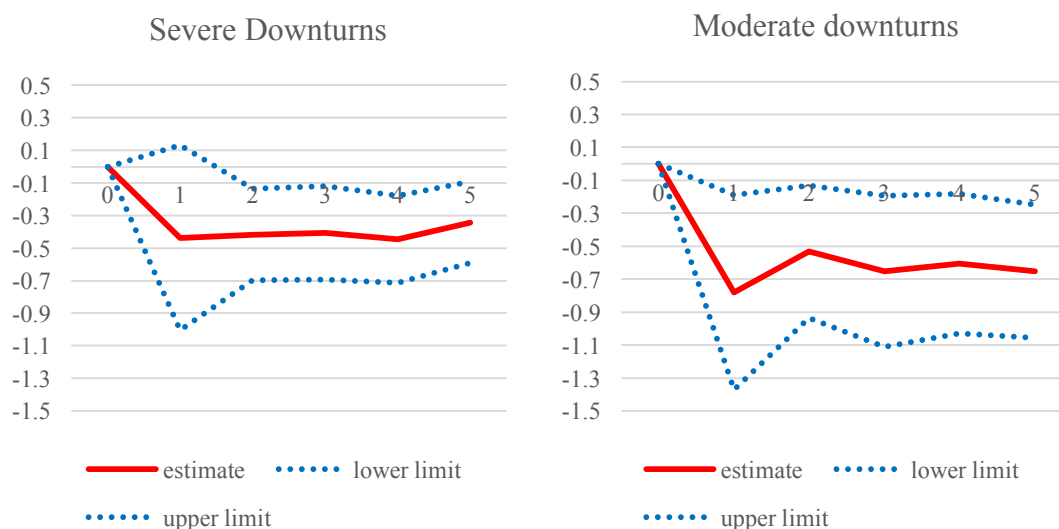 Severe Downturns
0.5
0.3
0.1
-0.1
-0.3
-0.5
-0.7
-0.9
-1.1
-1.3
-1.5
0 1 2 3 4 5
estimate lower limit
upper limit
Moderate downturns
0.5
0.3
0.1
-0.1
-0.3
-0.5
-0.7
-0.9
-1.1
-1.3
-1.5
0 1 2 3 4 5
estimate lower limit
upper limit